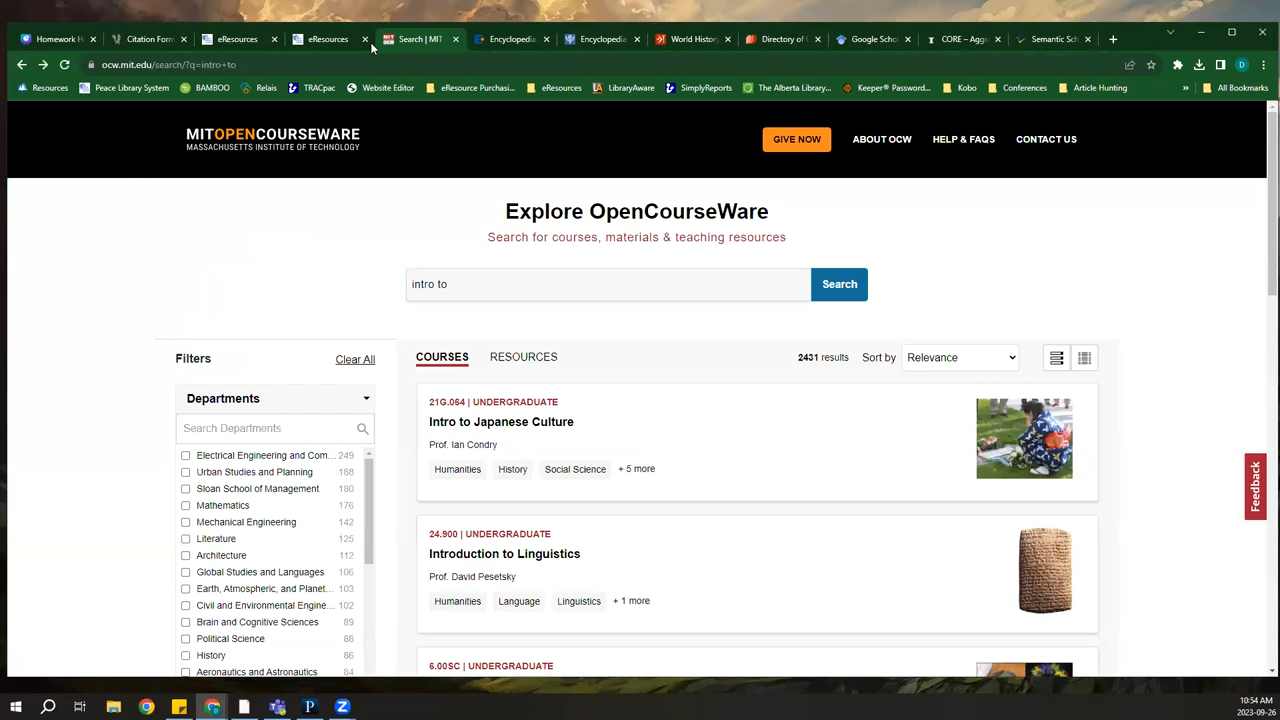 Homework H
Citation Form
eResources
eResources
Search | MIT
Encyclopedia
Encyclopedia
World History
Directory of
Google Schol
CORE – Aggre
Semantic Sch
ocw.mit.edu/search/?q=intro+to
D
Resources
Peace Library System
BAMBOO
Relais
TRACpac
Website Editor
eResource Purchasi...
eResources
LibraryAware
SimplyReports
The Alberta Library...
Keeper® Password...
Kobo
Conferences
Article Hunting
»
All Bookmarks
MITOPENCOURSEWARE
MASSACHUSETTS INSTITUTE OF TECHNOLOGY
GIVE NOW
ABOUT OCW
HELP & FAQS
CONTACT US
Explore OpenCourseWare
Search for courses, materials & teaching resources
intro to
Search
Filters
Clear All
COURSES
RESOURCES
2431 results
Sort by
Relevance
Departments
Search Departments
Electrical Engineering and Com... 249
Urban Studies and Planning 188
Sloan School of Management 180
Mathematics 176
Mechanical Engineering 142
Literature 125
Architecture 112
Global Studies and Languages 106
Earth, Atmospheric, and Planet... 103
Civil and Environmental Engine... 102
Brain and Cognitive Sciences 89
Political Science 88
History 86
Aeronautics and Astronautics 84
21G.064 | UNDERGRADUATE
Intro to Japanese Culture
Prof. Ian Condry
Humanities
History
Social Science
+ 5 more
24.900 | UNDERGRADUATE
Introduction to Linguistics
Prof. David Pesetsky
Humanities
Language
Linguistics
+ 1 more
6.00SC | UNDERGRADUATE
Feedback
10:54 AM
2023-09-26